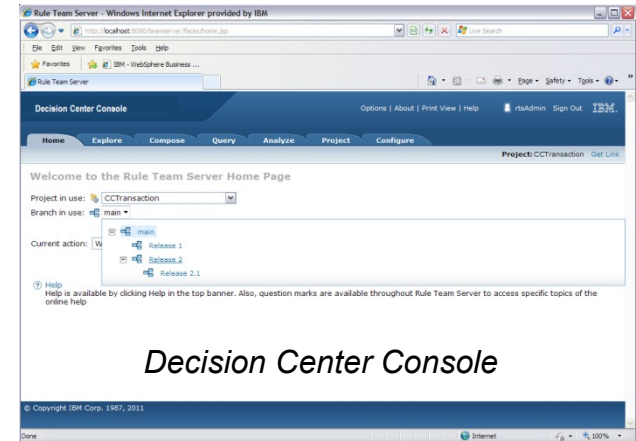 Rule Team Server - Windows Internet Explorer provided by IBM
http://localhost:8080/teamserver/faces/home.jsp
Live Search
File Edit View Favorites Tools Help
Favorites IBM - WebSphere Business ...
Rule Team Server
Page Safety Tools
Decision Center Console
Options | About | Print View | Help rtsAdmin Sign Out IBM.
Home Explore Compose Query Analyze Project Configure
Project: CCTransaction Get Link
Welcome to the Rule Team Server Home Page
Project in use: CCTransaction
Branch in use: main
main
Release 1
Current action: W
Release 2
Release 2.1
Help
Help is available by clicking Help in the top banner. Also, question marks are available throughout Rule Team Server to access specific topics of the
online help
Decision Center Console
© Copyright IBM Corp. 1987, 2011
Done Internet 100%